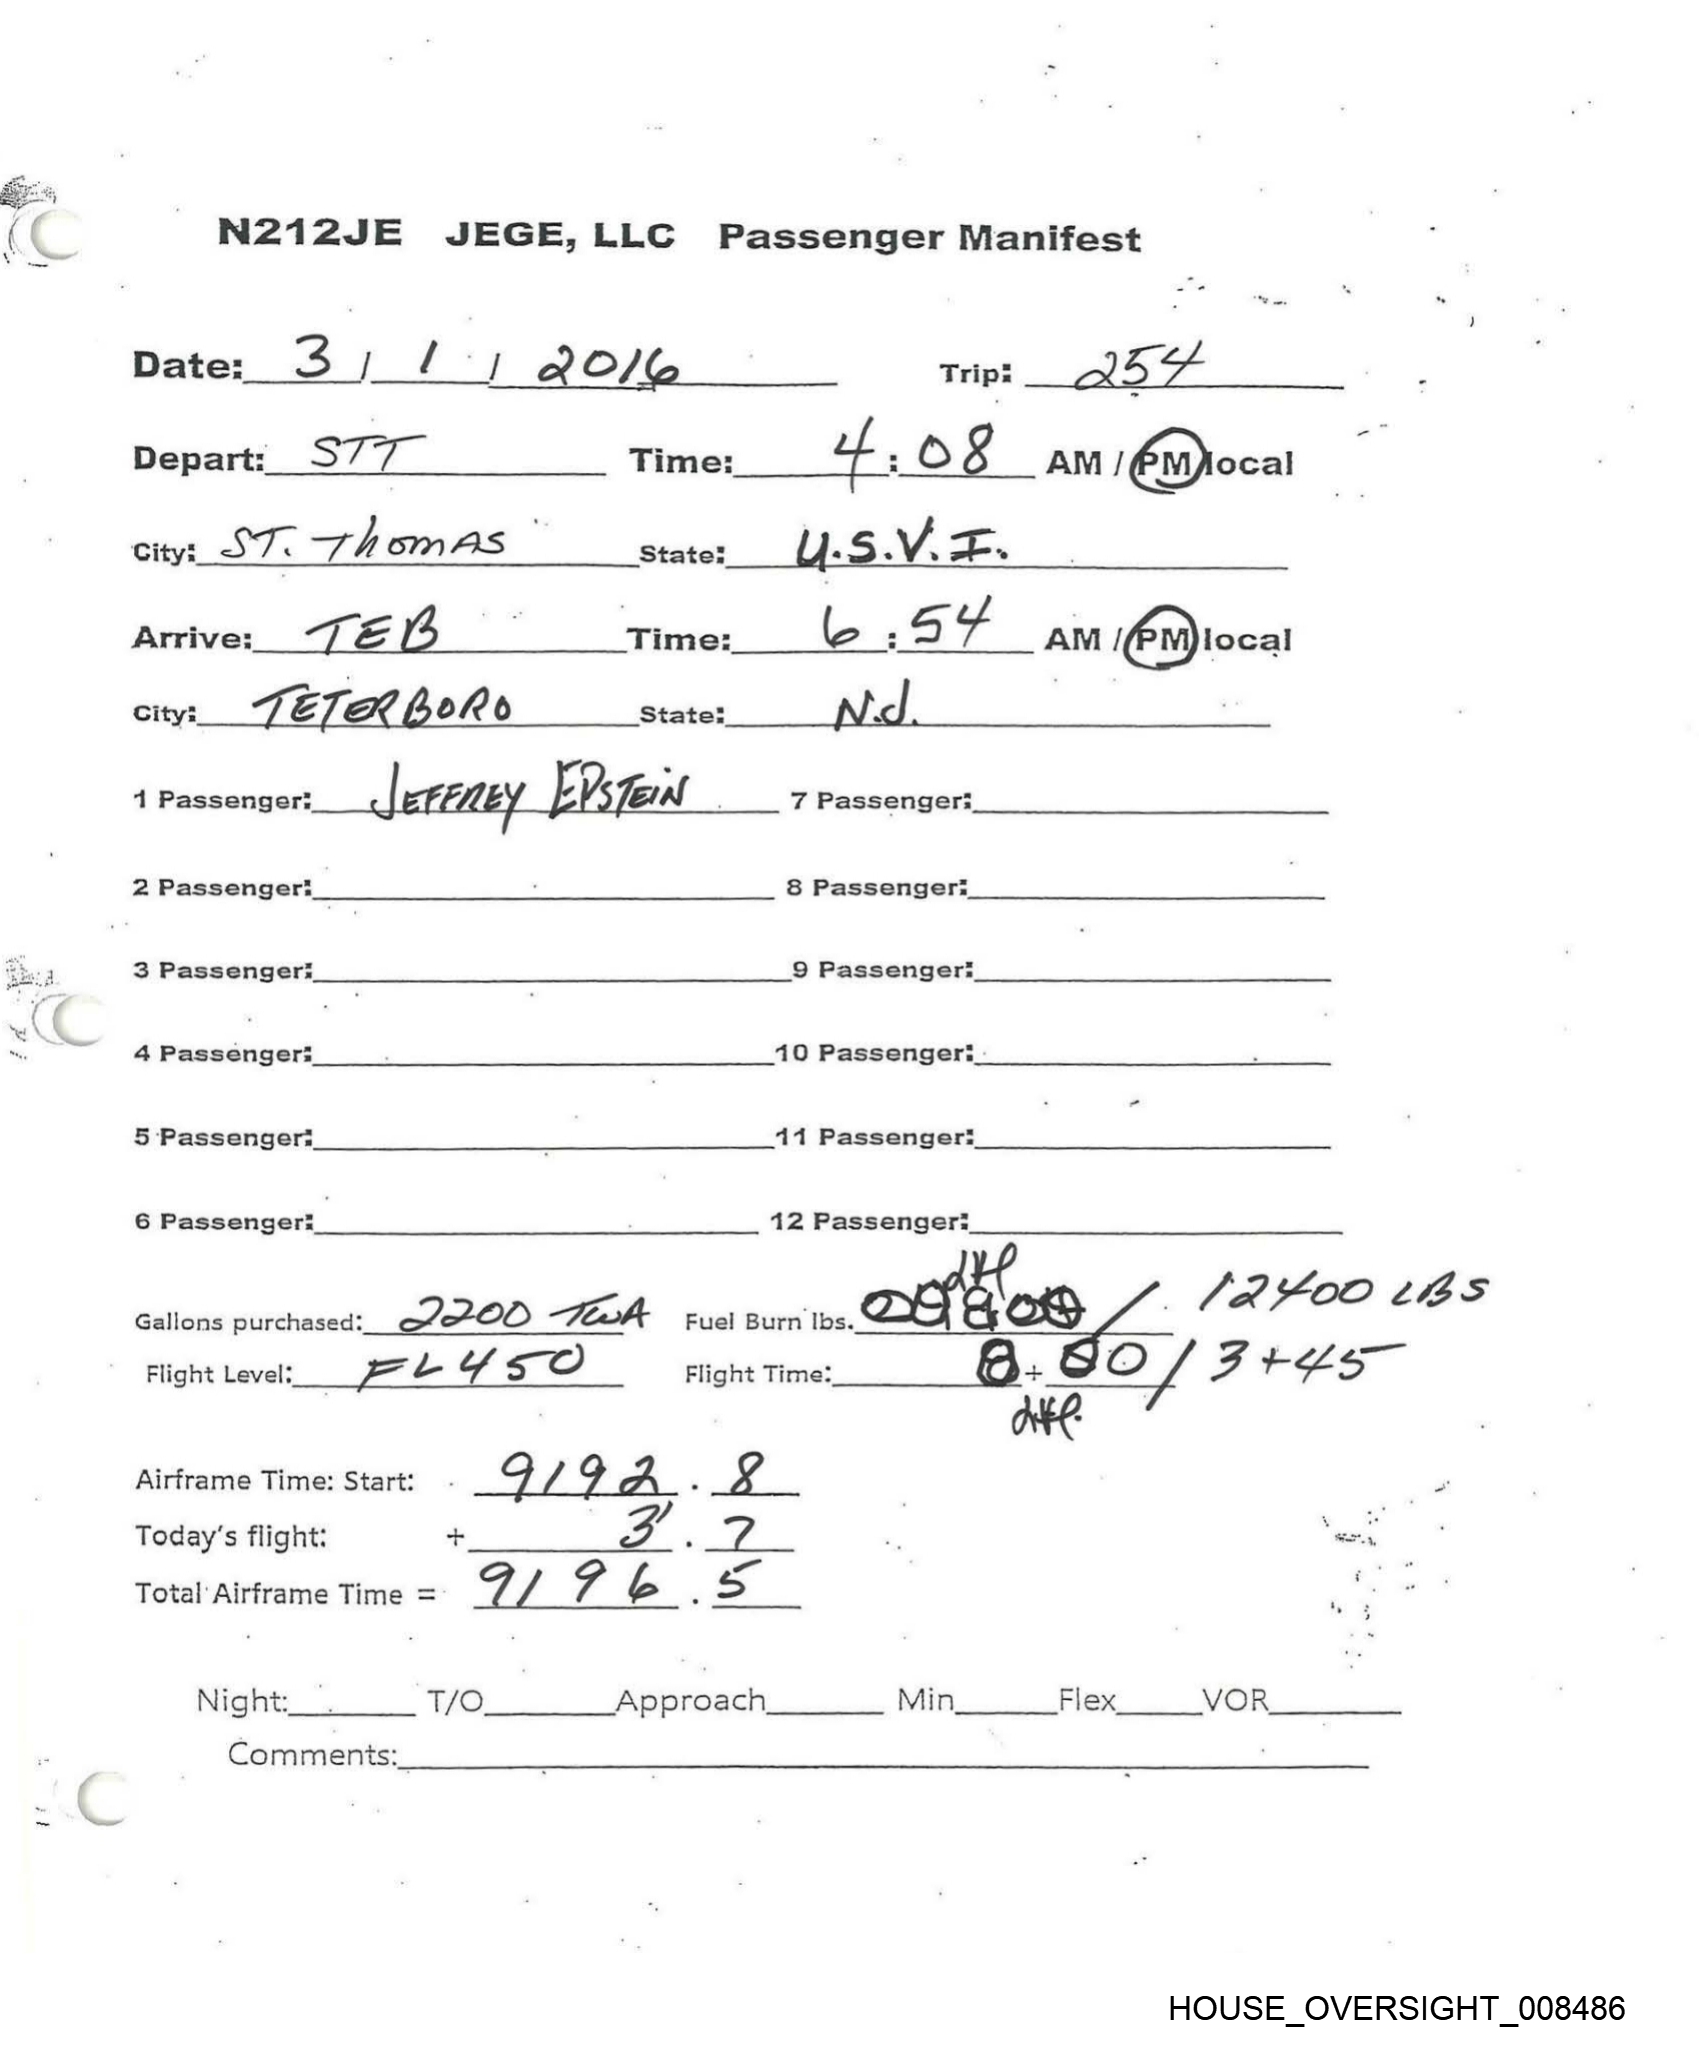 N212JE JEGE, LLC Passenger Manifest
Date: 3 / 1 / 2016 Trip: 254
Depart: STT Time: 4:08 AM / PM local
City: ST. Thomas State: U.S.V.I.
Arrive: TEB Time: 6:54 AM / PM local
City: TETERBORO State: N.J.
1 Passenger: JEFFREY EPSTEIN 7 Passenger:
2 Passenger: 8 Passenger:
3 Passenger: 9 Passenger:
4 Passenger: 10 Passenger:
5 Passenger: 11 Passenger:
6 Passenger: 12 Passenger:
Gallons purchased: 2200 TWA Fuel Burn lbs. / 12400 LBS
Flight Level: FL450 Flight Time: + / 3+45
Airframe Time: Start: 9192.8
Today's flight: + 3.7
Total Airframe Time = 9196.5
Night: T/O Approach Min Flex VOR
Comments:
HOUSE_OVERSIGHT_008486